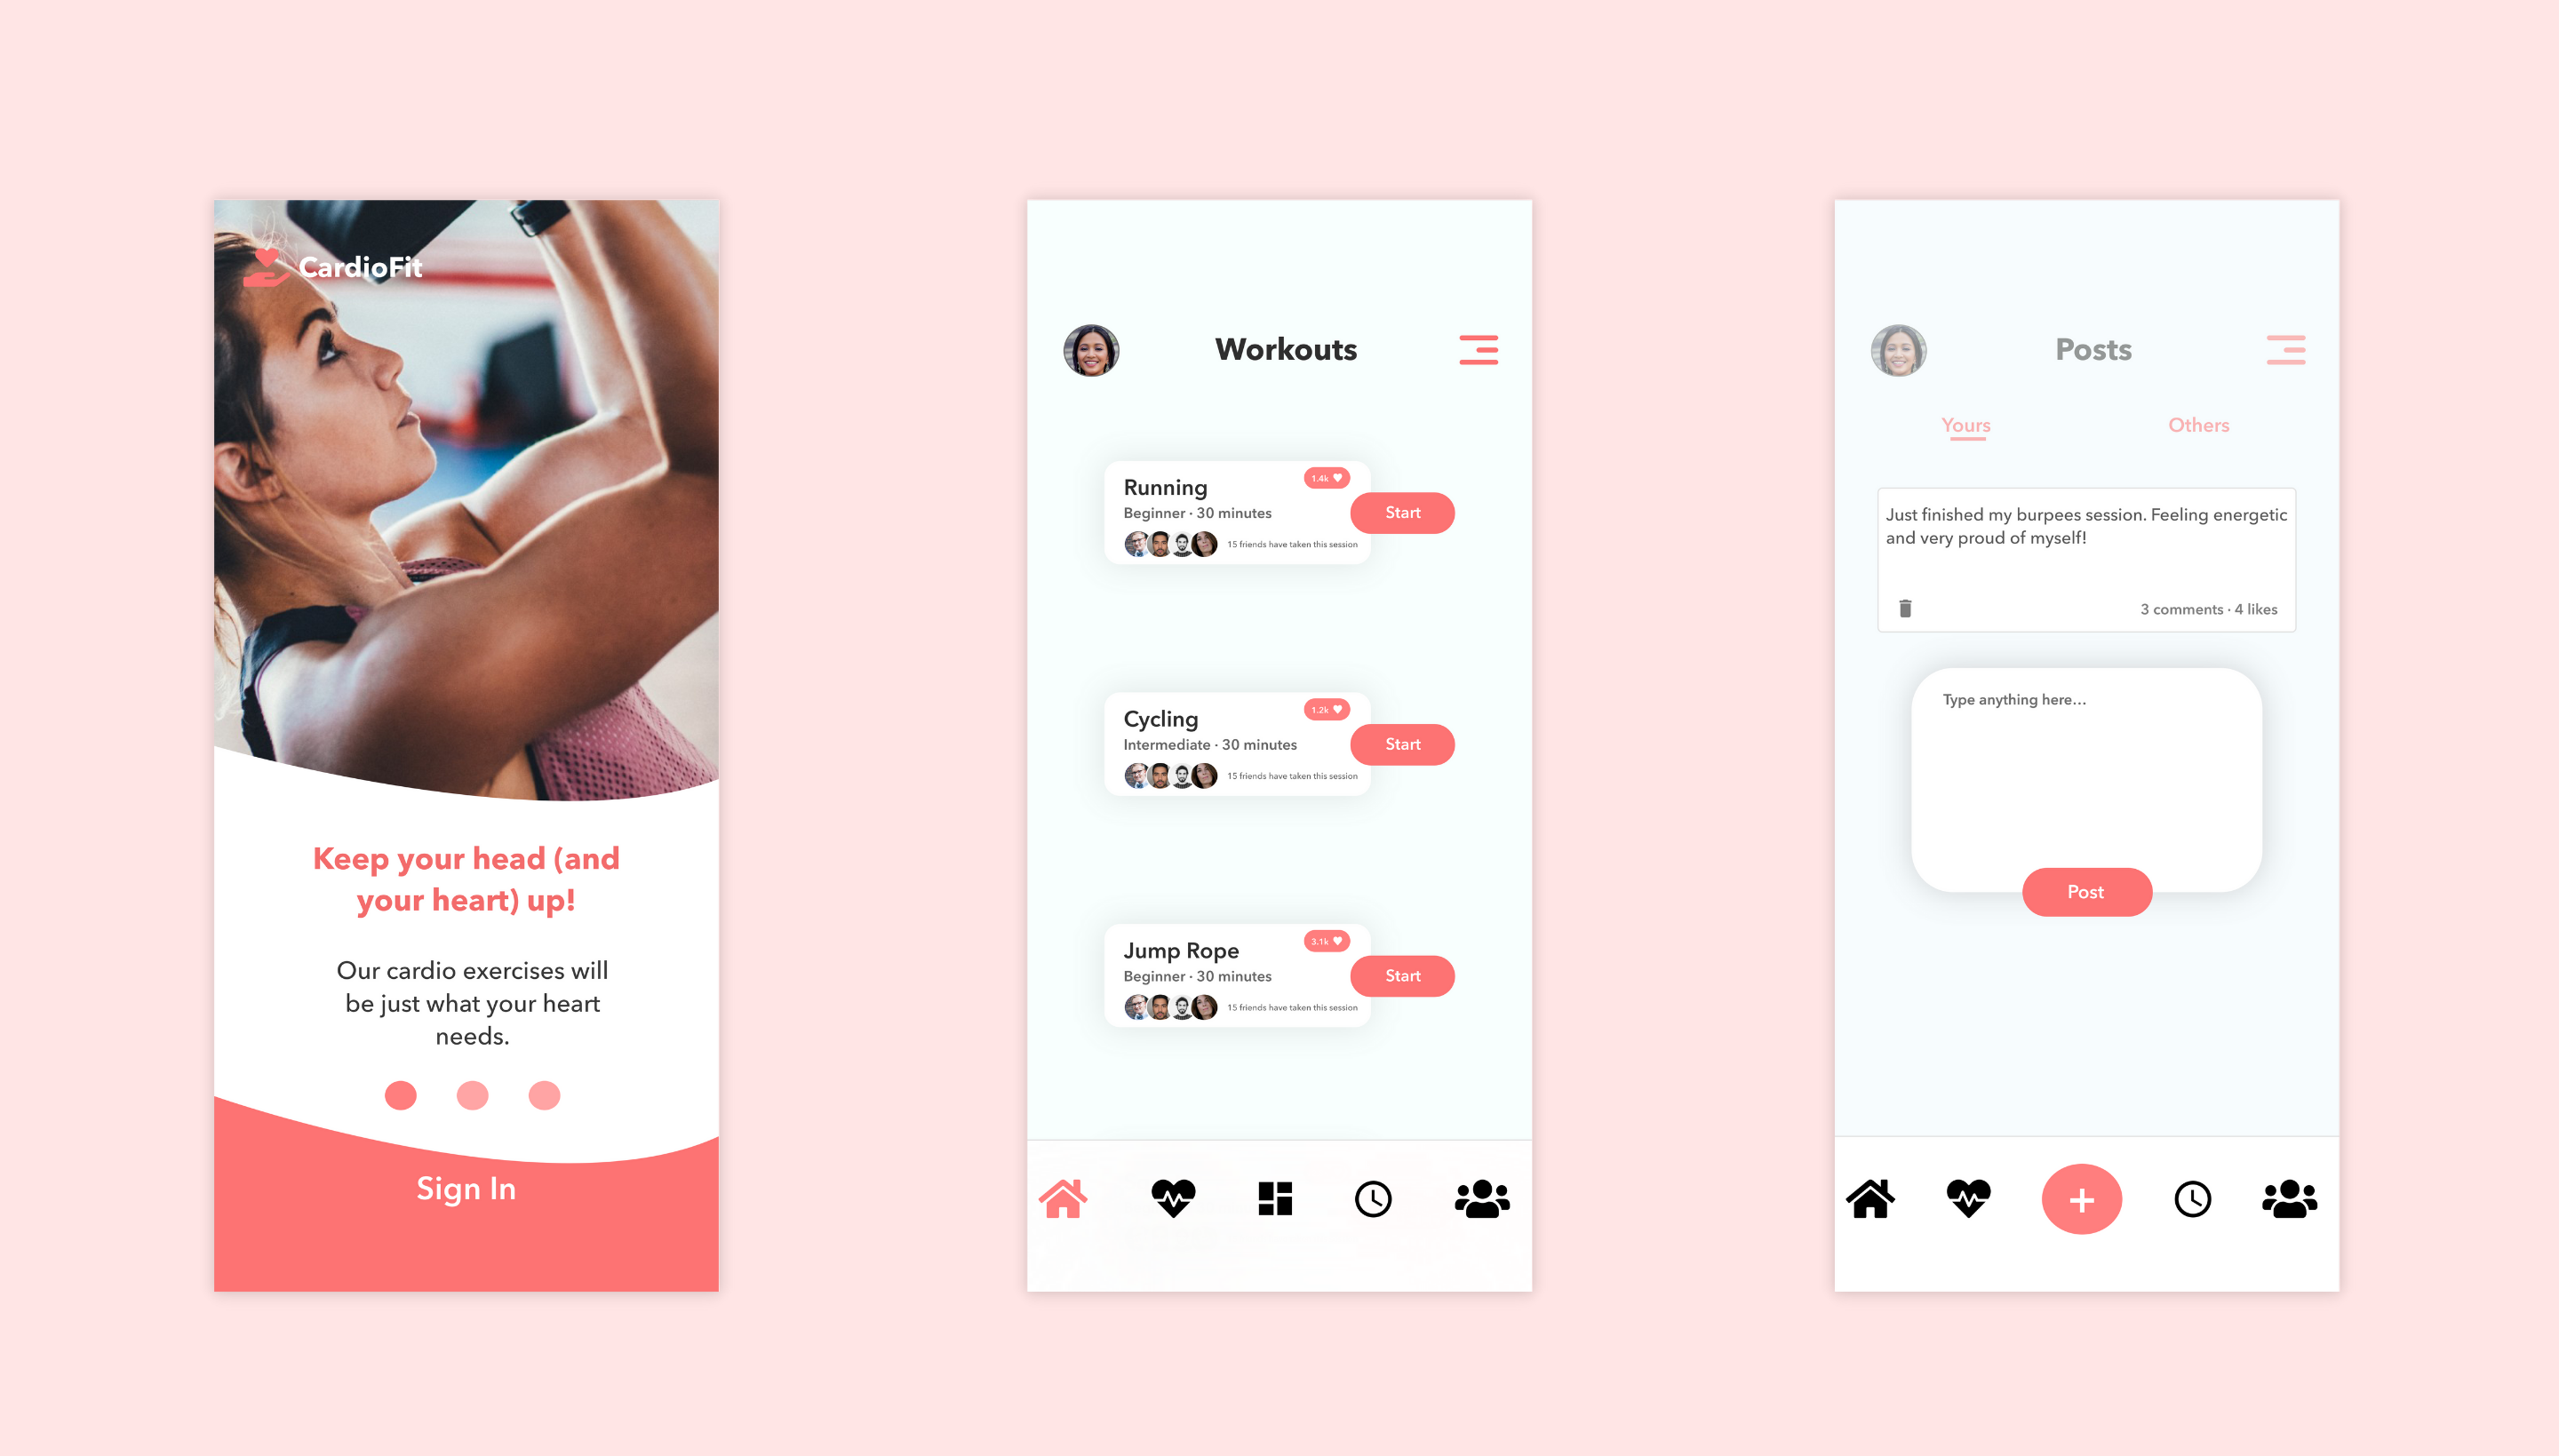 CardioFit
Keep your head (and
your heart) up!
Our cardio exercises will
be just what your heart
needs.
Sign In
Workouts
Running
1.4k
Beginner · 30 minutes
Start
15 friends have taken this session
Cycling
1.2k
Intermediate · 30 minutes
Start
15 friends have taken this session
Jump Rope
3.1k
Beginner · 30 minutes
Start
15 friends have taken this session
Posts
Yours
Others
Just finished my burpees session. Feeling energetic
and very proud of myself!
3 comments · 4 likes
Type anything here...
Post